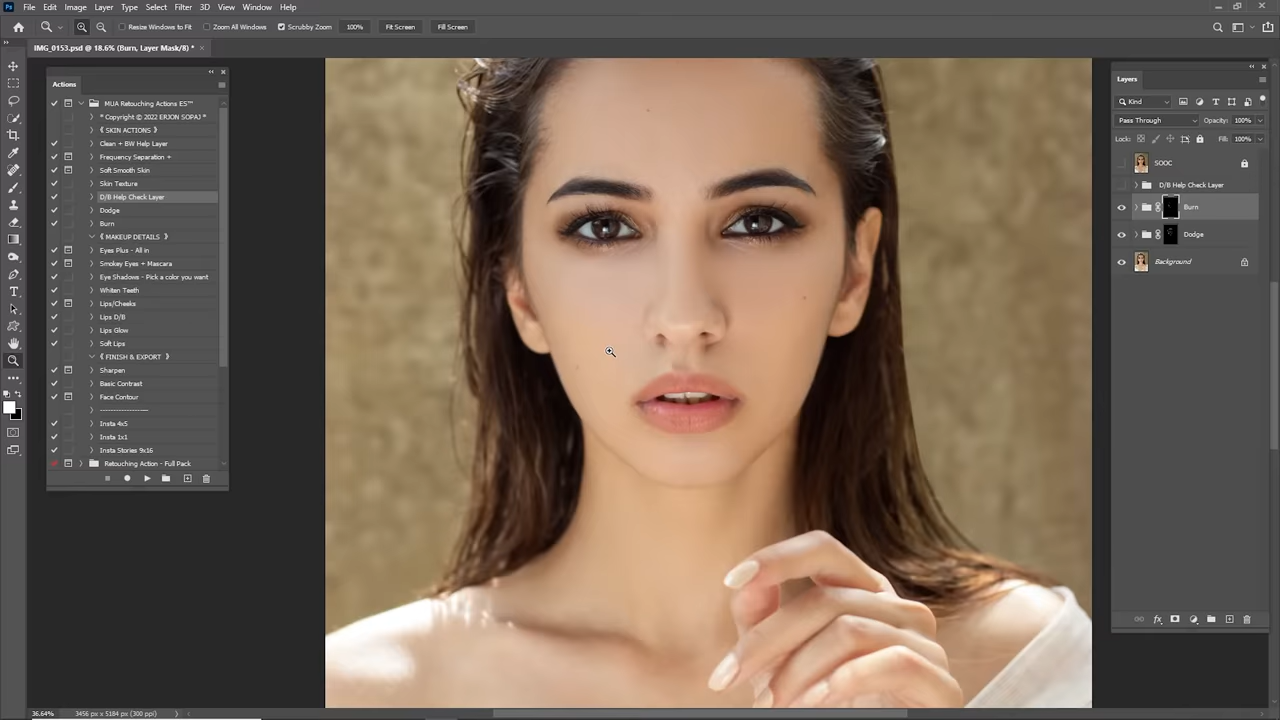 Ps File Edit Image Layer Type Select Filter 3D View Window Help
Resize Windows to Fit Zoom All Windows Scrubby Zoom 100% Fit Screen Fill Screen
IMG_0153.psd @ 18.6% (Burn, Layer Mask/8) *
Actions
MUA Retouching Actions ES™
* Copyright © 2022 ERJON SOPAJ *
《 SKIN ACTIONS 》
Clean + BW Help Layer
Frequency Separation +
Soft Smooth Skin
Skin Texture
D/B Help Check Layer
Dodge
Burn
《 MAKEUP DETAILS 》
Eyes Plus - All in
Smokey Eyes + Mascara
Eye Shadows - Pick a color you want
Whiten Teeth
Lips/Cheeks
Lips D/B
Lips Glow
Soft Lips
《 FINISH & EXPORT 》
Sharpen
Basic Contrast
Face Contour
-------------------
Insta 4x5
Insta 1x1
Insta Stories 9x16
Retouching Action - Full Pack
Layers
Kind
Pass Through Opacity: 100%
Lock: Fill: 100%
SOOC
D/B Help Check Layer
Burn
Dodge
Background
fx
36.64% 3456 px x 5184 px (300 ppi)